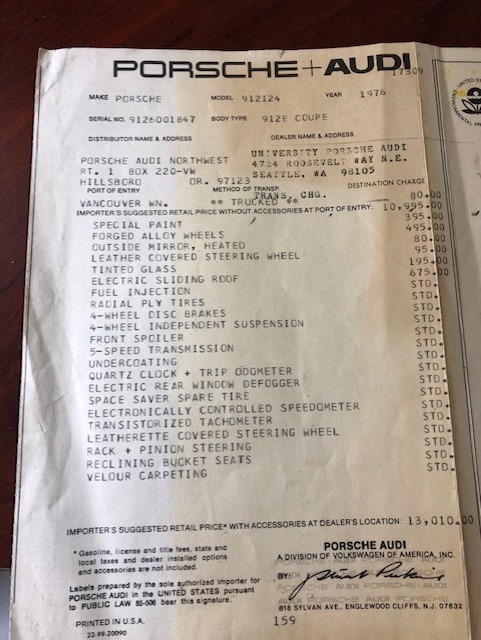 PORSCHE+AUDI
17309
MAKE PORSCHE MODEL 912124 YEAR 1976
SERIAL NO. 9126001847 BODY TYPE 912E COUPE
DISTRIBUTOR NAME & ADDRESS DEALER NAME & ADDRESS
PORSCHE AUDI NORTHWEST UNIVERSITY PORSCHE AUDI
RT. 1 BOX 220-VW 4724 ROOSEVELT WAY N.E.
HILLSBORO OR. 97123 SEATTLE, WA 98105
PORT OF ENTRY METHOD OF TRANSP. DESTINATION CHARGE
TRANS. CHG. 80.00
VANCOUVER WN. ** TRUCKED **
IMPORTER'S SUGGESTED RETAIL PRICE WITHOUT ACCESSORIES AT PORT OF ENTRY: 10,995.00
SPECIAL PAINT 395.00
FORGED ALLOY WHEELS 495.00
OUTSIDE MIRROR, HEATED 80.00
LEATHER COVERED STEERING WHEEL 95.00
TINTED GLASS 195.00
ELECTRIC SLIDING ROOF 675.00
FUEL INJECTION STD.
RADIAL PLY TIRES STD.
4-WHEEL DISC BRAKES STD.
4-WHEEL INDEPENDENT SUSPENSION STD.
FRONT SPOILER STD.
5-SPEED TRANSMISSION STD.
UNDERCOATING STD.
QUARTZ CLOCK + TRIP ODOMETER STD.
ELECTRIC REAR WINDOW DEFOGGER STD.
SPACE SAVER SPARE TIRE STD.
ELECTRONICALLY CONTROLLED SPEEDOMETER STD.
TRANSISTORIZED TACHOMETER STD.
LEATHERETTE COVERED STEERING WHEEL STD.
RACK + PINION STEERING STD.
RECLINING BUCKET SEATS STD.
VELOUR CARPETING STD.
IMPORTER'S SUGGESTED RETAIL PRICE* WITH ACCESSORIES AT DEALER'S LOCATION: 13,010.00
* Gasoline, license and title fees, state and
local taxes and dealer installed options
and accessories are not included.
Labels prepared by the sole authorized importer for
PORSCHE AUDI in the UNITED STATES pursuant
to PUBLIC LAW 85-506 bear this signature.
PRINTED IN U.S.A.
22-99-20090
PORSCHE AUDI
A DIVISION OF VOLKSWAGEN OF AMERICA, INC.
BY
818 SYLVAN AVE., ENGLEWOOD CLIFFS, N.J. 07632
159